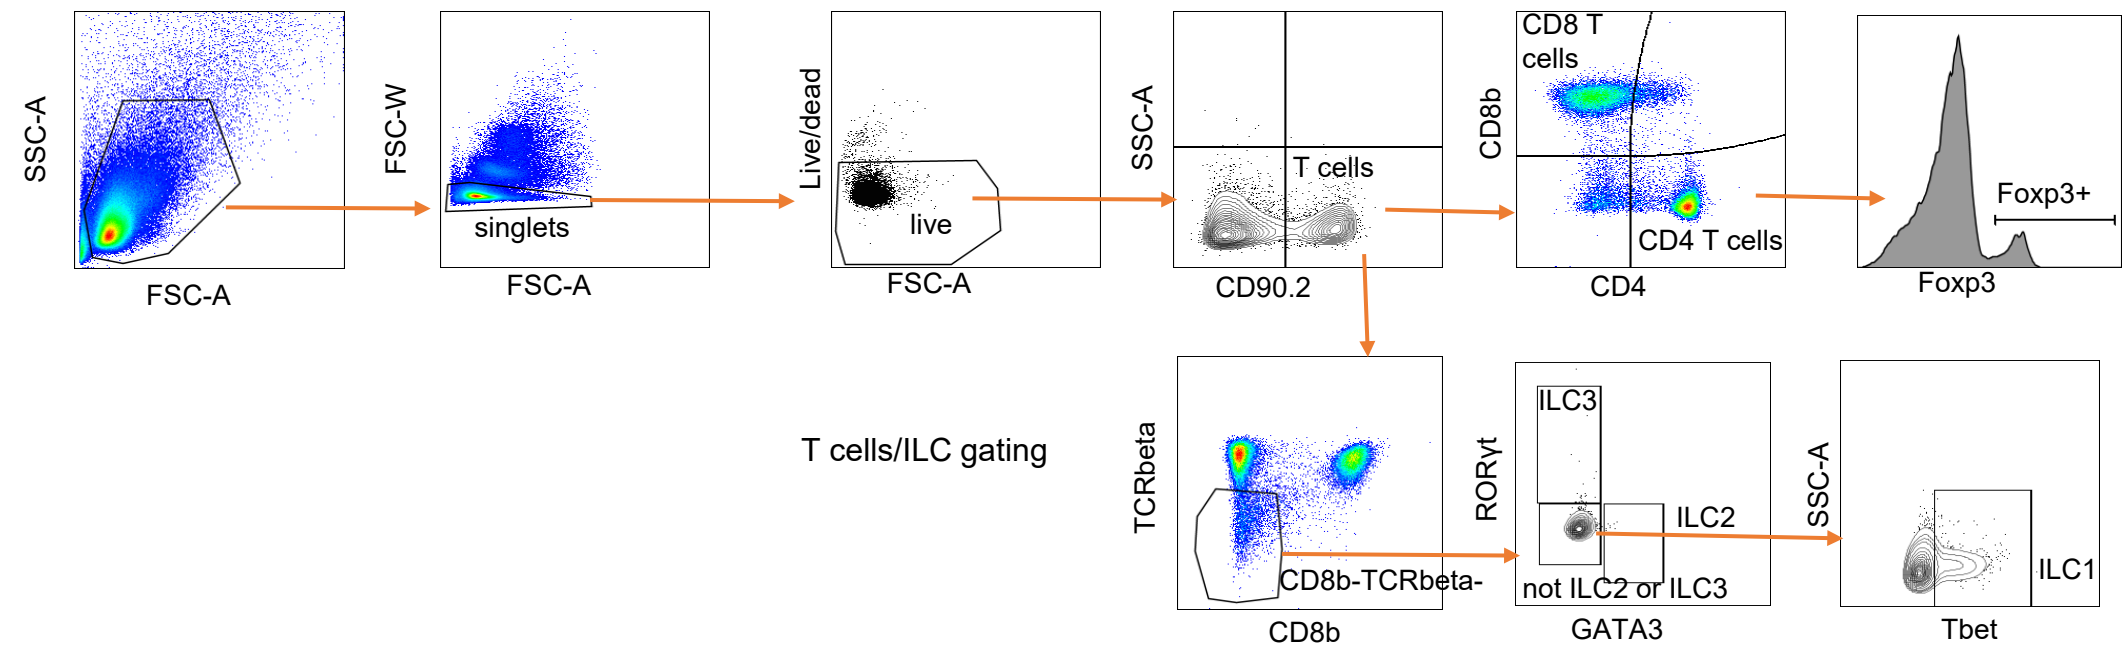 SSC-A
FSC-A
FSC-W
singlets
FSC-A
Live/dead
live
FSC-A
SSC-A
T cells
CD90.2
CD8 T
cells
CD8b
CD4 T cells
CD4
Foxp3+
Foxp3
T cells/ILC gating
TCRbeta
CD8b-TCRbeta-
CD8b
RORγt
ILC3
ILC2
not ILC2 or ILC3
GATA3
SSC-A
ILC1
Tbet